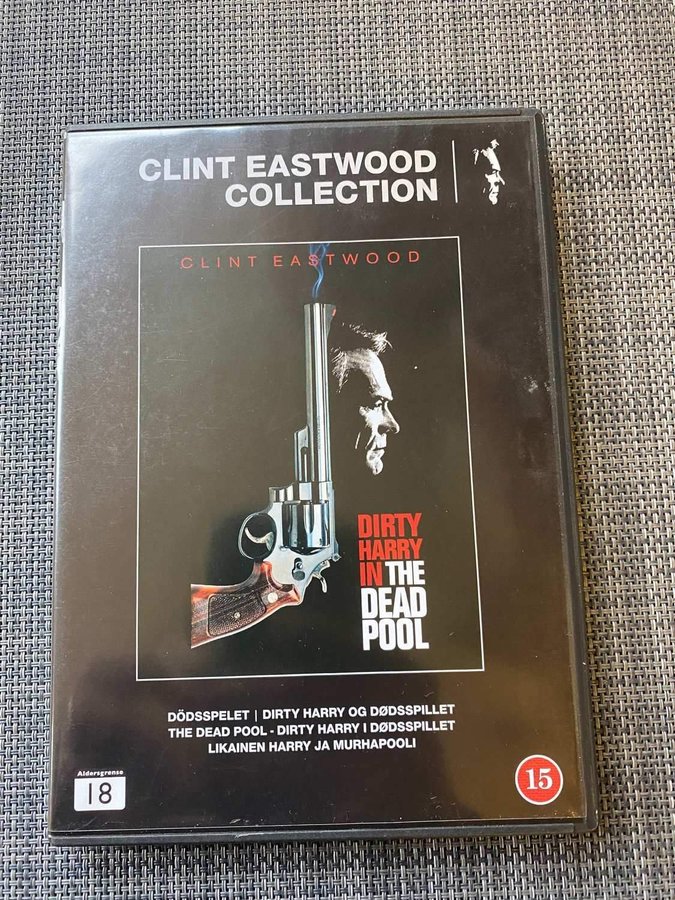 CLINT EASTWOOD
COLLECTION
CLINT EASTWOOD
DIRTY
HARRY
IN THE
DEAD
POOL
DÖDSSPELET | DIRTY HARRY OG DØDSSPILLET
THE DEAD POOL - DIRTY HARRY I DØDSSPILLET
LIKAINEN HARRY JA MURHAPOOLI
Aldersgrense
18
15